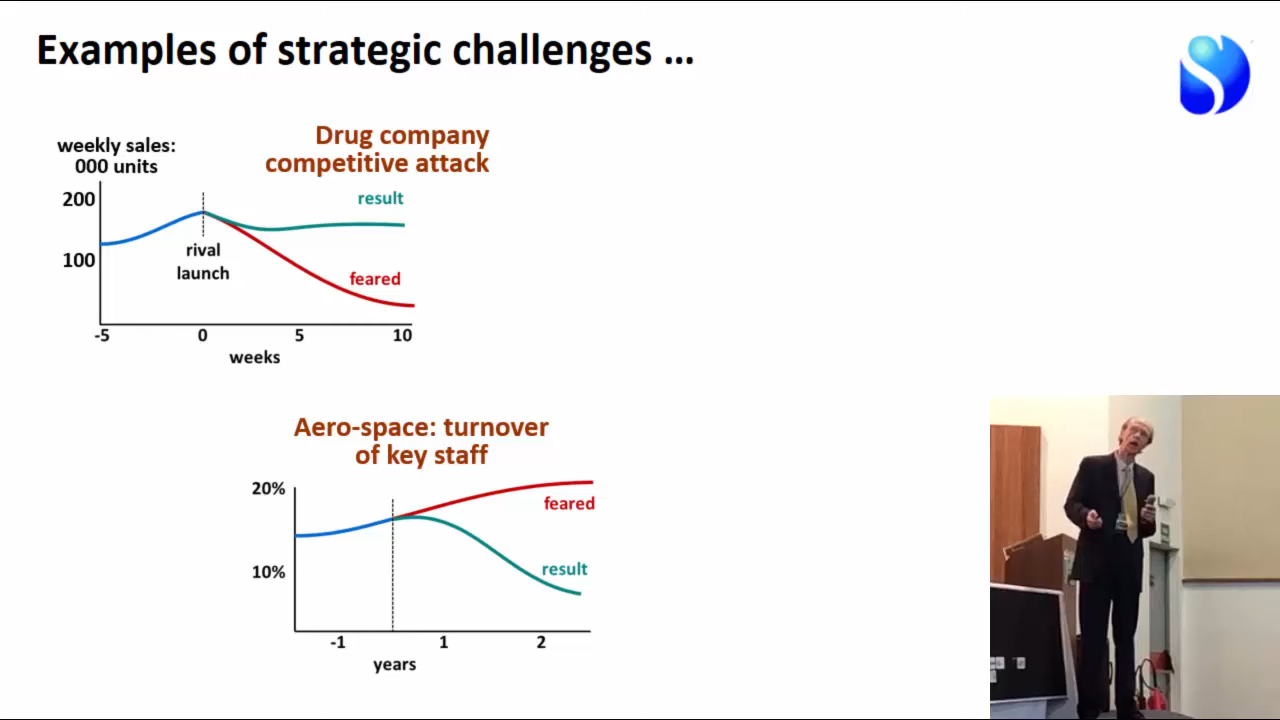 Examples of strategic challenges ...
Drug company
competitive attack
weekly sales:
000 units
200
100
result
rival
launch
feared
-5
0
5
10
weeks
Aero-space: turnover
of key staff
20%
10%
feared
result
-1
1
2
years